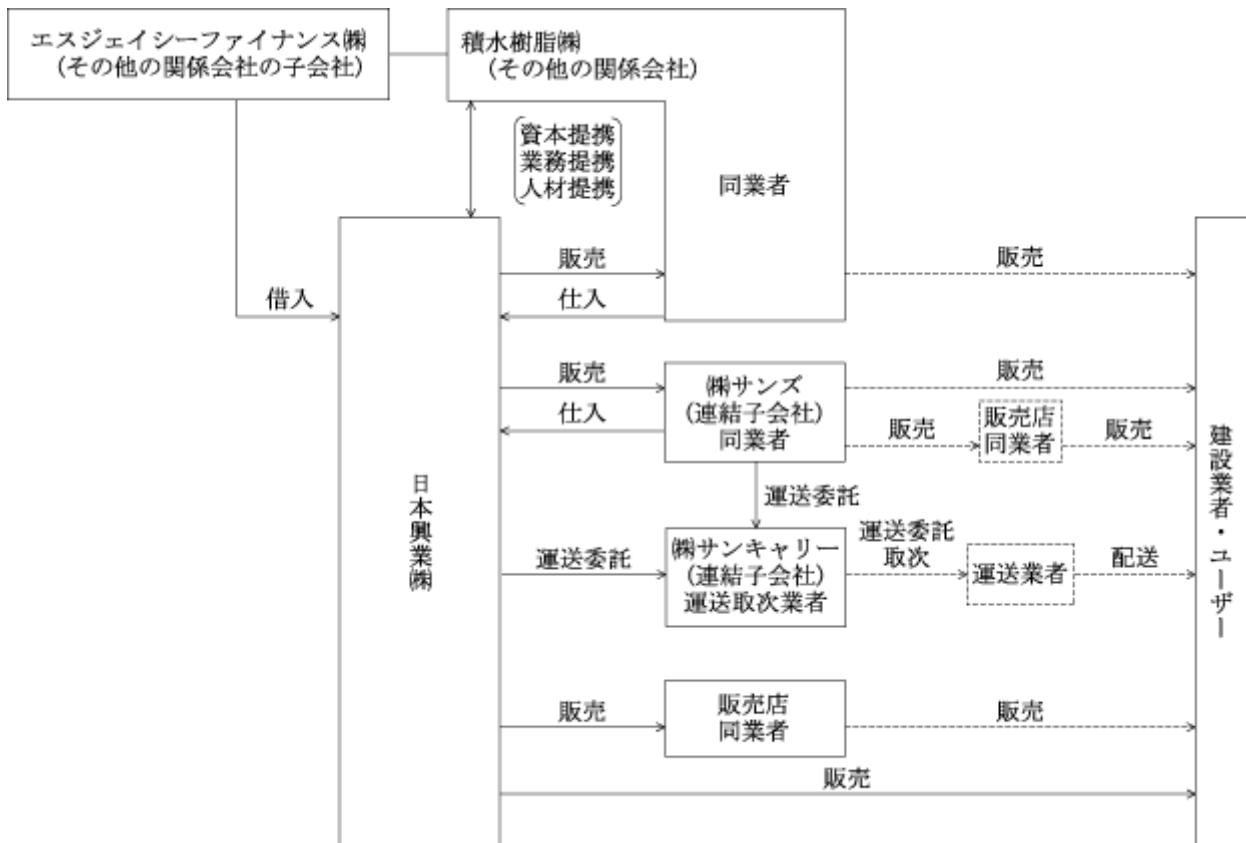 エスジェイシーファイナンス㈱
(その他の関係会社の子会社)
積水樹脂㈱
(その他の関係会社)
資本提携
業務提携
人材提携
同業者
借入
販売
仕入
販売
販売
仕入
㈱サンズ
(連結子会社)
同業者
販売
販売
販売店
同業者
販売
運送委託
日本興業㈱
運送委託
㈱サンキャリー
(連結子会社)
運送取次業者
運送委託
取次
運送業者
配送
建設業者・ユーザー
販売
販売店
同業者
販売
販売